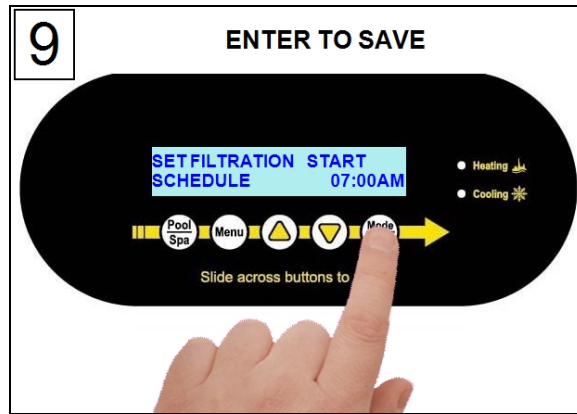 9
ENTER TO SAVE
SET FILTRATION START
SCHEDULE 07:00AM
Heating
Cooling
Pool
Spa
Menu
Mode
Slide across buttons to